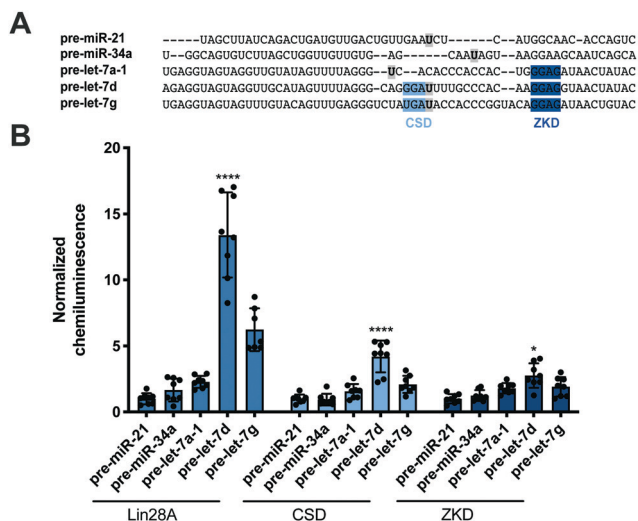 A
pre-miR-21 -----UAGCUUAUCAGACUGAUGUUGACUGUUGAAUCU-----C--AUGGCAAC-ACCAGUC
pre-miR-34a U--GGCAGUGUCUUAGCUGGUUGUUGUG---AG-----CAAUAGU--AAGGAAGCAAUCAGCA
pre-let-7a-1 UGAGGUAGUAGGUUGUAUAGUUUUAGGG---UC--ACACCCACCAC--UGGGAGAUAACUAUAC
pre-let-7d AGAGGUAGUAGGUUGCAUAGUUUUAGGG---CAGGGAUUUUGCCCAC--AAGGAGGUAACUAUAC
pre-let-7g UGAGGUAGUAGUUUGUACAGUUUGAGGGUCUAUGAUACCACCCGGUACAGGAGAUAACUGUAC
CSD ZKD
B
Normalized chemiluminescence
20
15
10
5
0
****
****
*
pre-miR-21
pre-miR-34a
pre-let-7a-1
pre-let-7d
pre-let-7g
pre-miR-21
pre-miR-34a
pre-let-7a-1
pre-let-7d
pre-let-7g
pre-miR-21
pre-miR-34a
pre-let-7a-1
pre-let-7d
pre-let-7g
Lin28A CSD ZKD